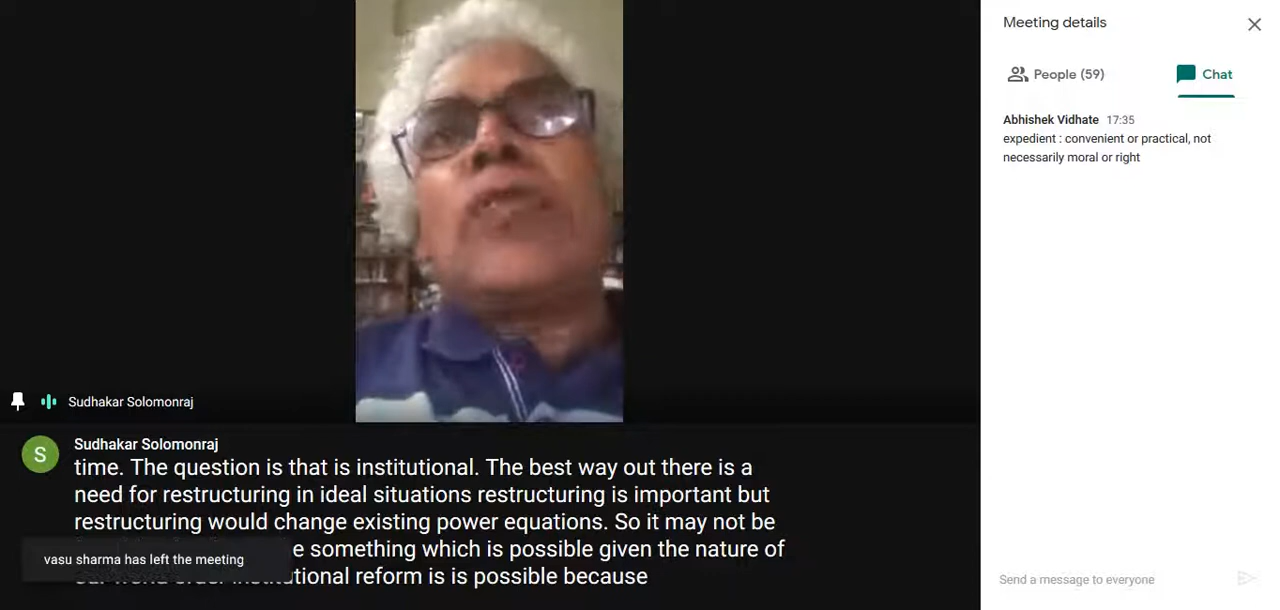 Meeting details
People (59)
Chat
Abhishek Vidhate 17:35
expedient : convenient or practical, not
necessarily moral or right
Sudhakar Solomonraj
S
Sudhakar Solomonraj
time. The question is that is institutional. The best way out there is a
need for restructuring in ideal situations restructuring is important but
restructuring would change existing power equations. So it may not be
something which is possible given the nature of
vasu sharma has left the meeting
reform is is possible because
Send a message to everyone